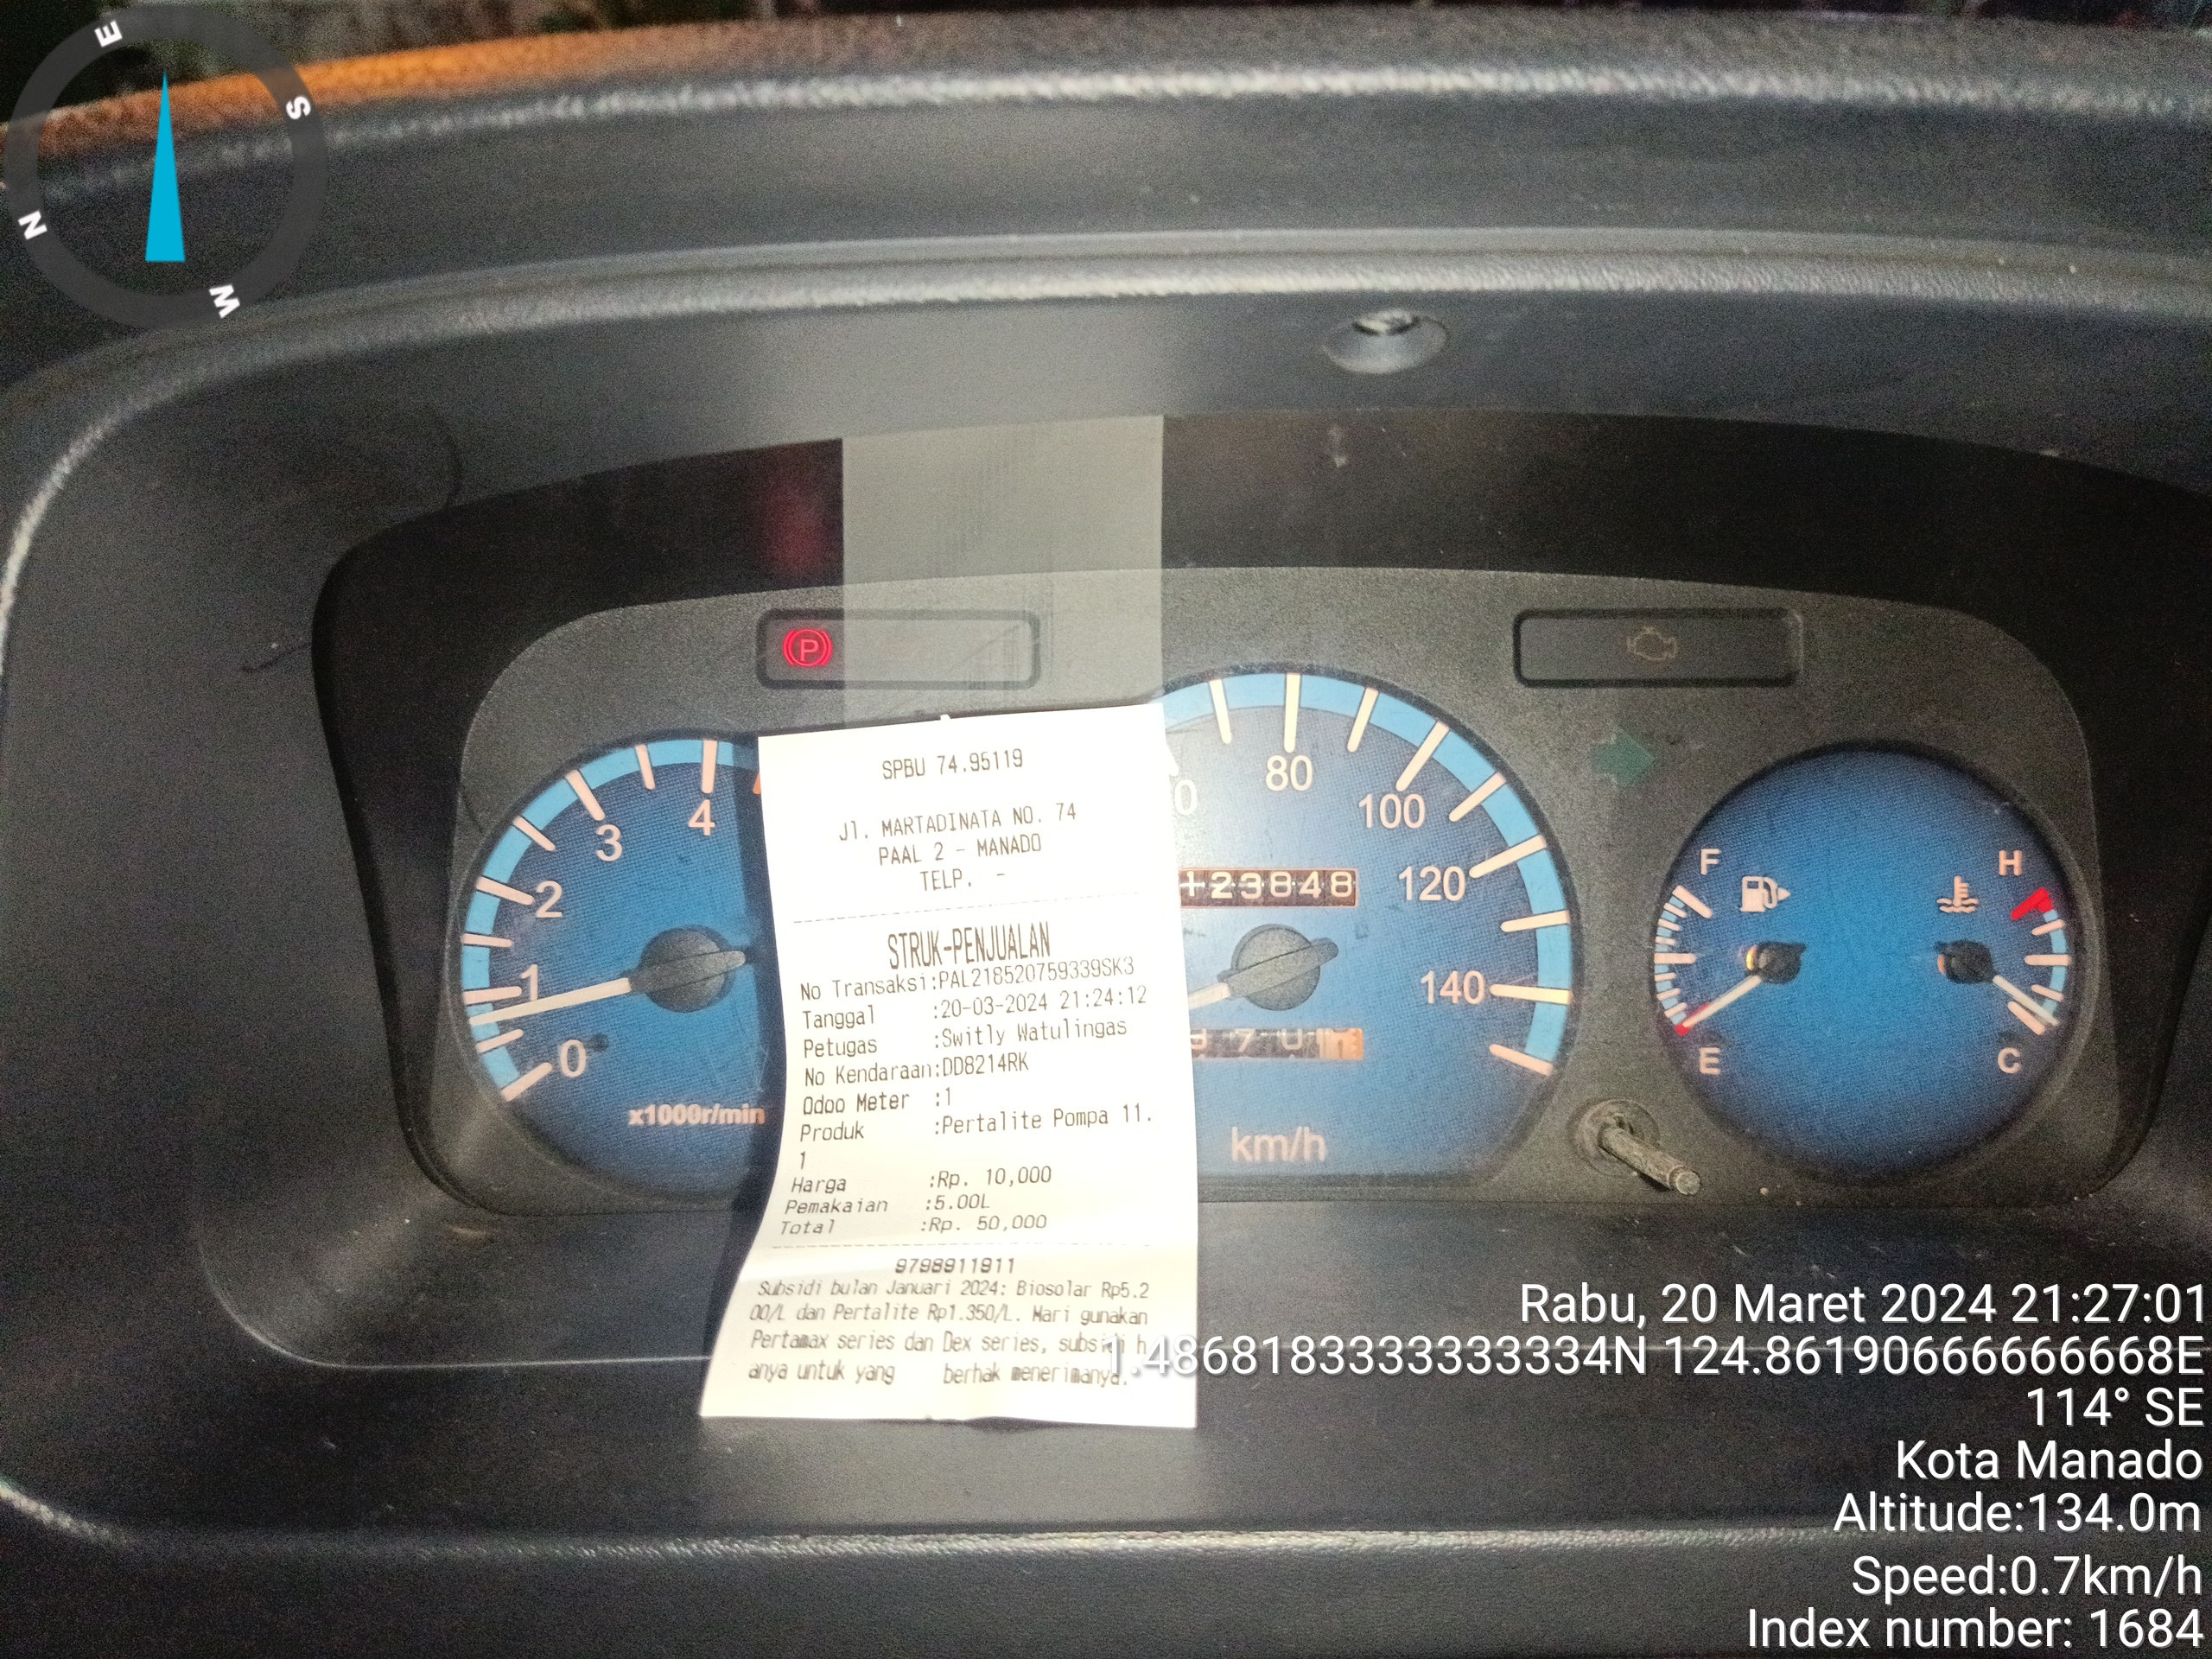 E
S
N
W
P
SPBU 74.95119
Jl. MARTADINATA NO. 74
PAAL 2 - MANADO
TELP. -
STRUK-PENJUALAN
No Transaksi:PAL218520759339SK3
Tanggal :20-03-2024 21:24:12
Petugas :Switly Watulingas
No Kendaraan:DD8214RK
Odoo Meter :1
Produk :Pertalite Pompa 11.
1
Harga :Rp. 10,000
Pemakaian :5.00L
Total :Rp. 50,000
9798911911
Subsidi bulan Januari 2024: Biosolar Rp5.2
00/L dan Pertalite Rp1.350/L. Mari gunakan
Pertamax series dan Dex series, subsidi h
anya untuk yang berhak menerimanya.
0
1
2
3
4
x1000r/min
80
100
120
140
123848
km/h
F
E
H
C
Rabu, 20 Maret 2024 21:27:01
1.4868183333333334N 124.86190666666668E
114° SE
Kota Manado
Altitude:134.0m
Speed:0.7km/h
Index number: 1684